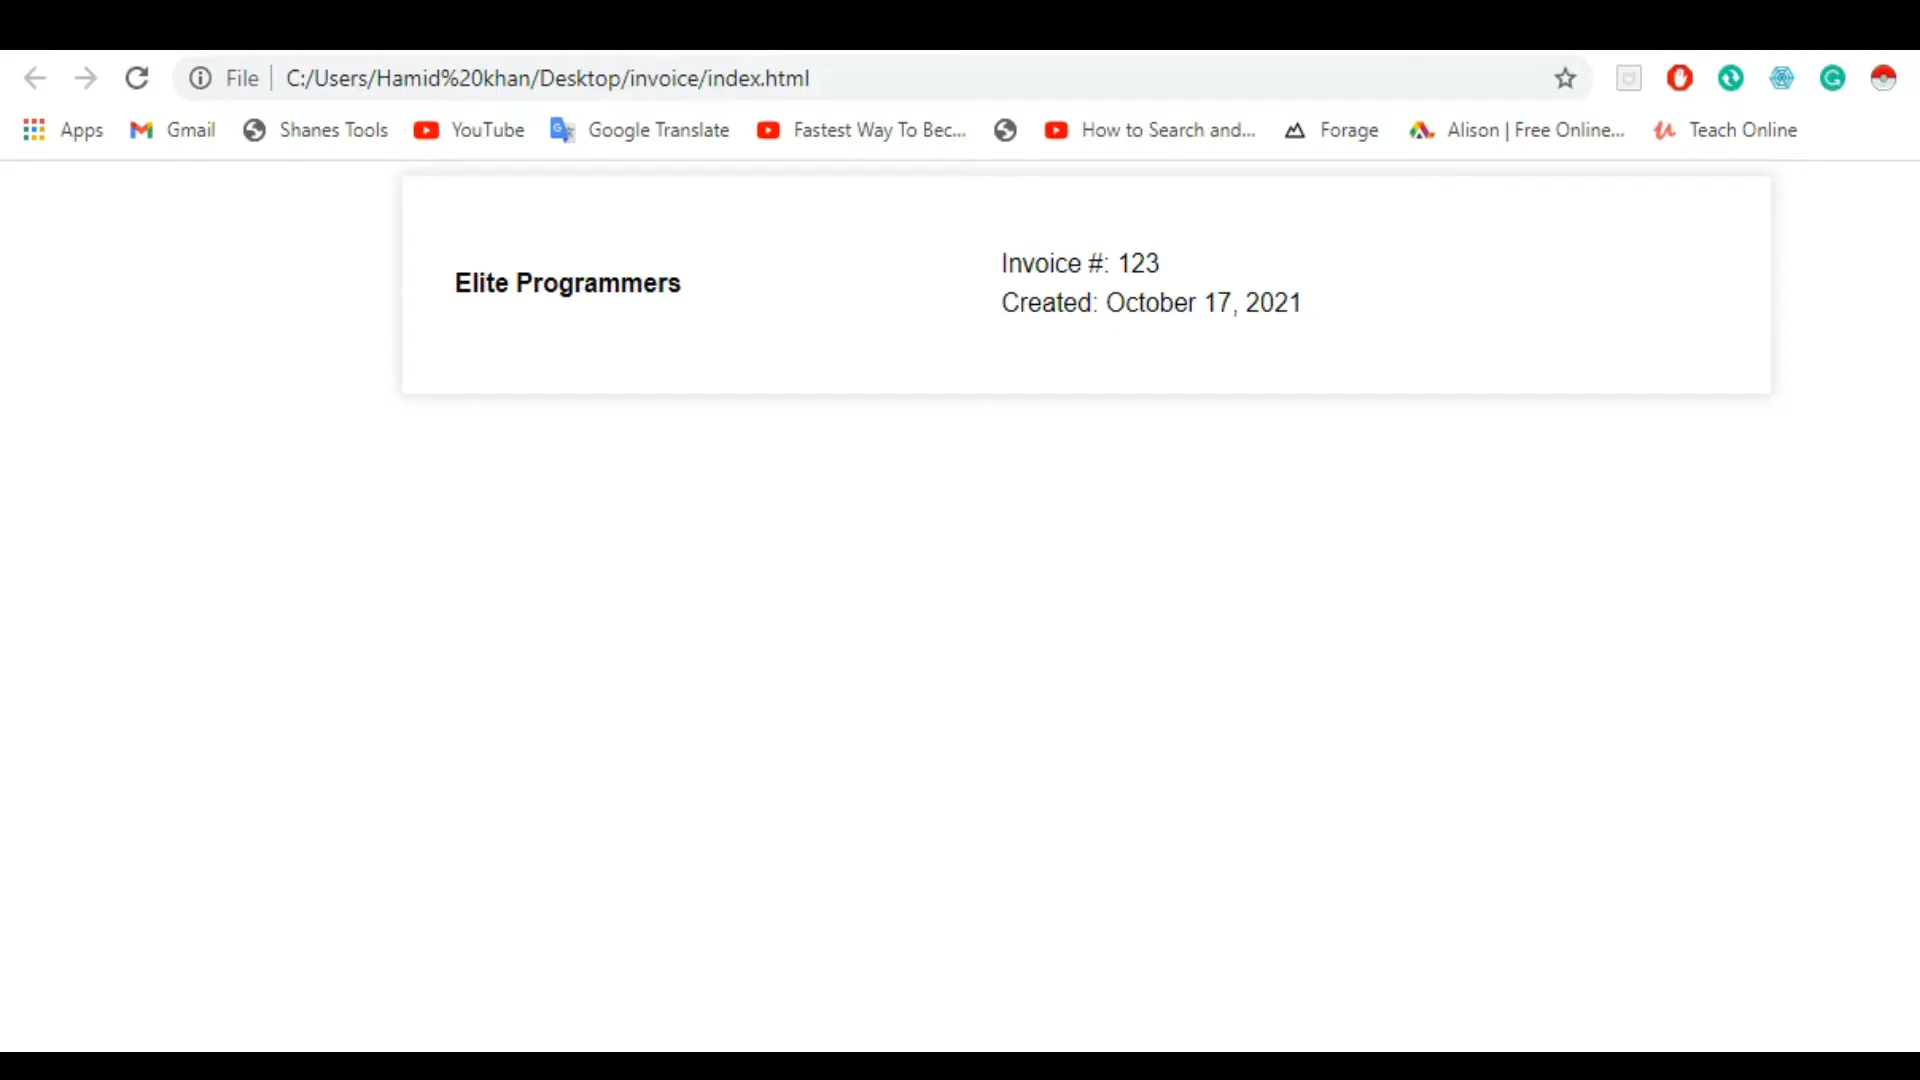 File | C:/Users/Hamid%20khan/Desktop/invoice/index.html
Apps Gmail Shanes Tools YouTube Google Translate Fastest Way To Bec... How to Search and... Forage Alison | Free Online... Teach Online
Elite Programmers
Invoice #: 123
Created: October 17, 2021